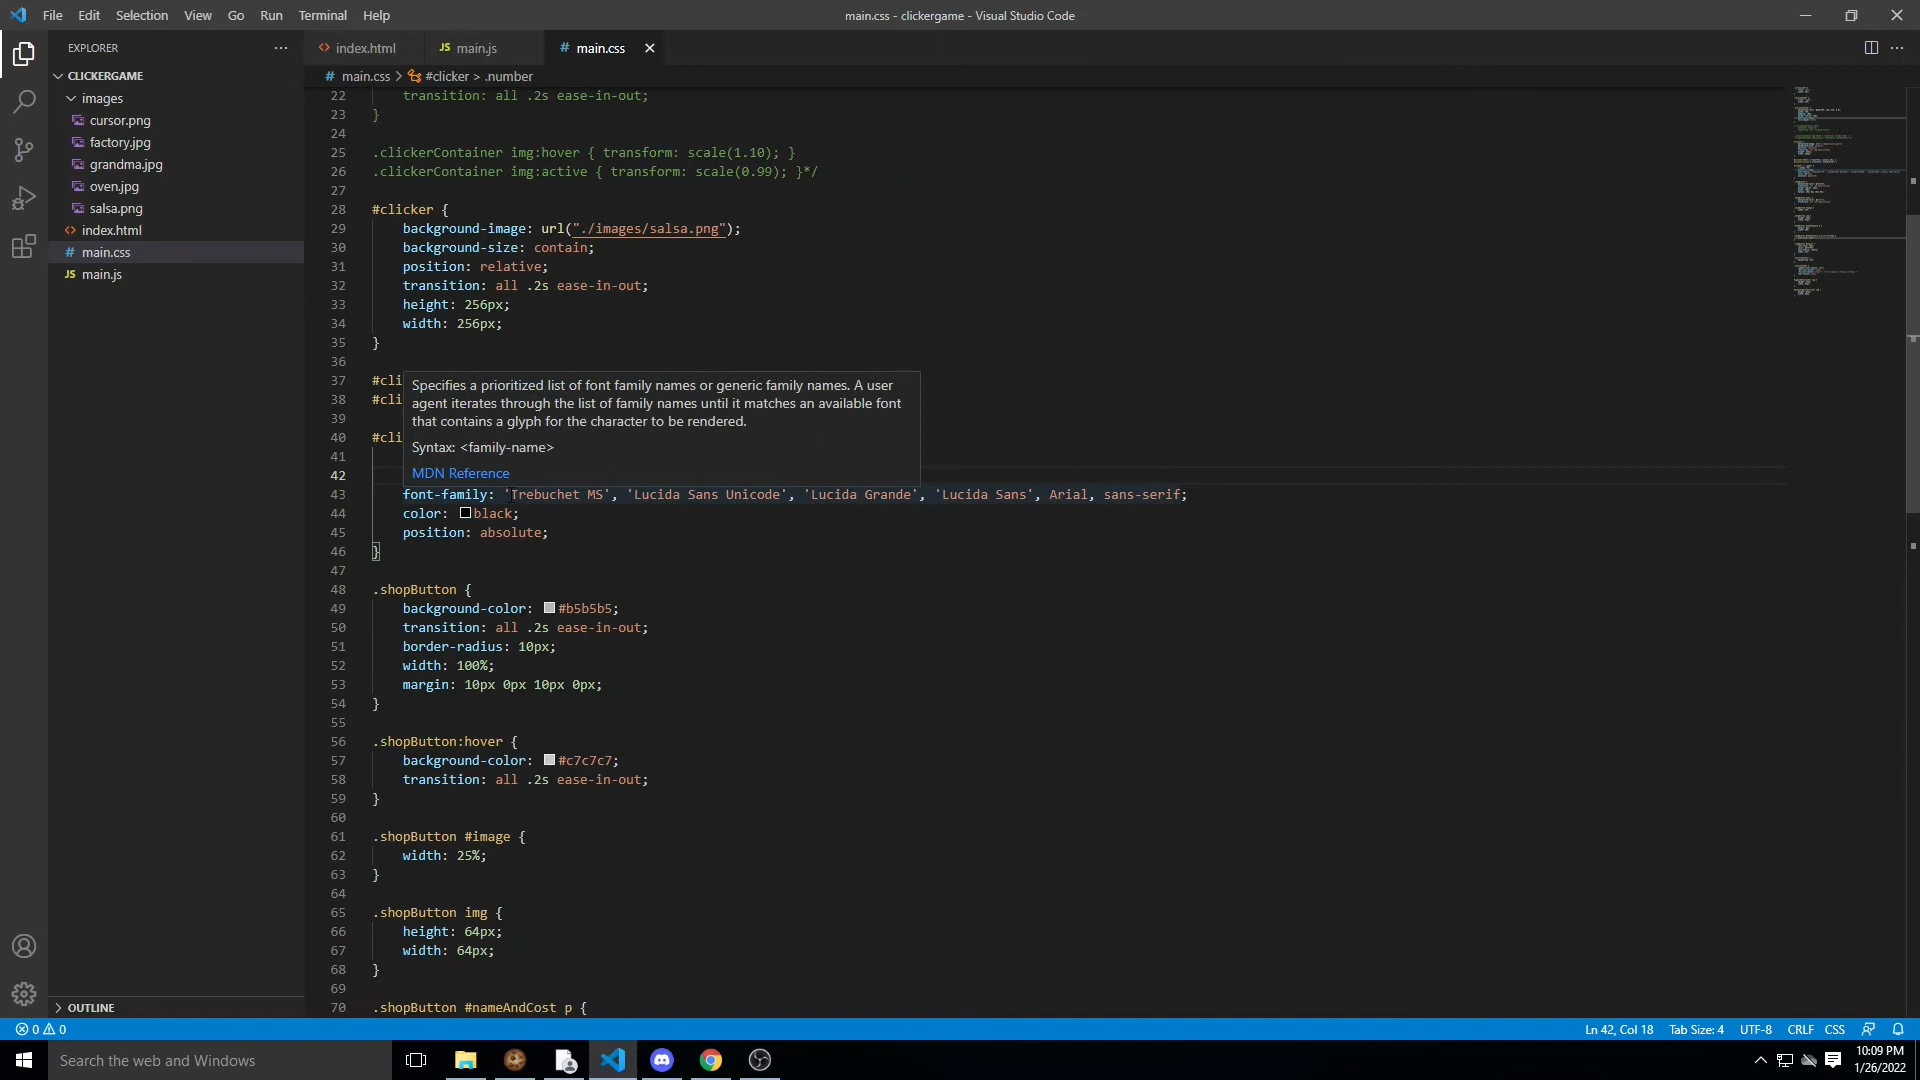 File Edit Selection View Go Run Terminal Help
main.css - clickergame - Visual Studio Code
EXPLORER
index.html
JS main.js
# main.css
CLICKERGAME
images
cursor.png
factory.jpg
grandma.jpg
oven.jpg
salsa.png
index.html
# main.css
JS main.js
# main.css > #clicker > .number
22 transition: all .2s ease-in-out;
23 }
24
25 .clickerContainer img:hover { transform: scale(1.10); }
26 .clickerContainer img:active { transform: scale(0.99); }*/
27
28 #clicker {
29 background-image: url("./images/salsa.png");
30 background-size: contain;
31 position: relative;
32 transition: all .2s ease-in-out;
33 height: 256px;
34 width: 256px;
35 }
36
37 #cli
38 #cli
39
40 #cli
41
42
Specifies a prioritized list of font family names or generic family names. A user
agent iterates through the list of family names until it matches an available font
that contains a glyph for the character to be rendered.
Syntax: <family-name>
MDN Reference
43 font-family: 'Trebuchet MS', 'Lucida Sans Unicode', 'Lucida Grande', 'Lucida Sans', Arial, sans-serif;
44 color: black;
45 position: absolute;
46 }
47
48 .shopButton {
49 background-color: #b5b5b5;
50 transition: all .2s ease-in-out;
51 border-radius: 10px;
52 width: 100%;
53 margin: 10px 0px 10px 0px;
54 }
55
56 .shopButton:hover {
57 background-color: #c7c7c7;
58 transition: all .2s ease-in-out;
59 }
60
61 .shopButton #image {
62 width: 25%;
63 }
64
65 .shopButton img {
66 height: 64px;
67 width: 64px;
68 }
69
70 .shopButton #nameAndCost p {
OUTLINE
0 0
Ln 42, Col 18 Tab Size: 4 UTF-8 CRLF CSS
Search the web and Windows
10:09 PM
1/26/2022